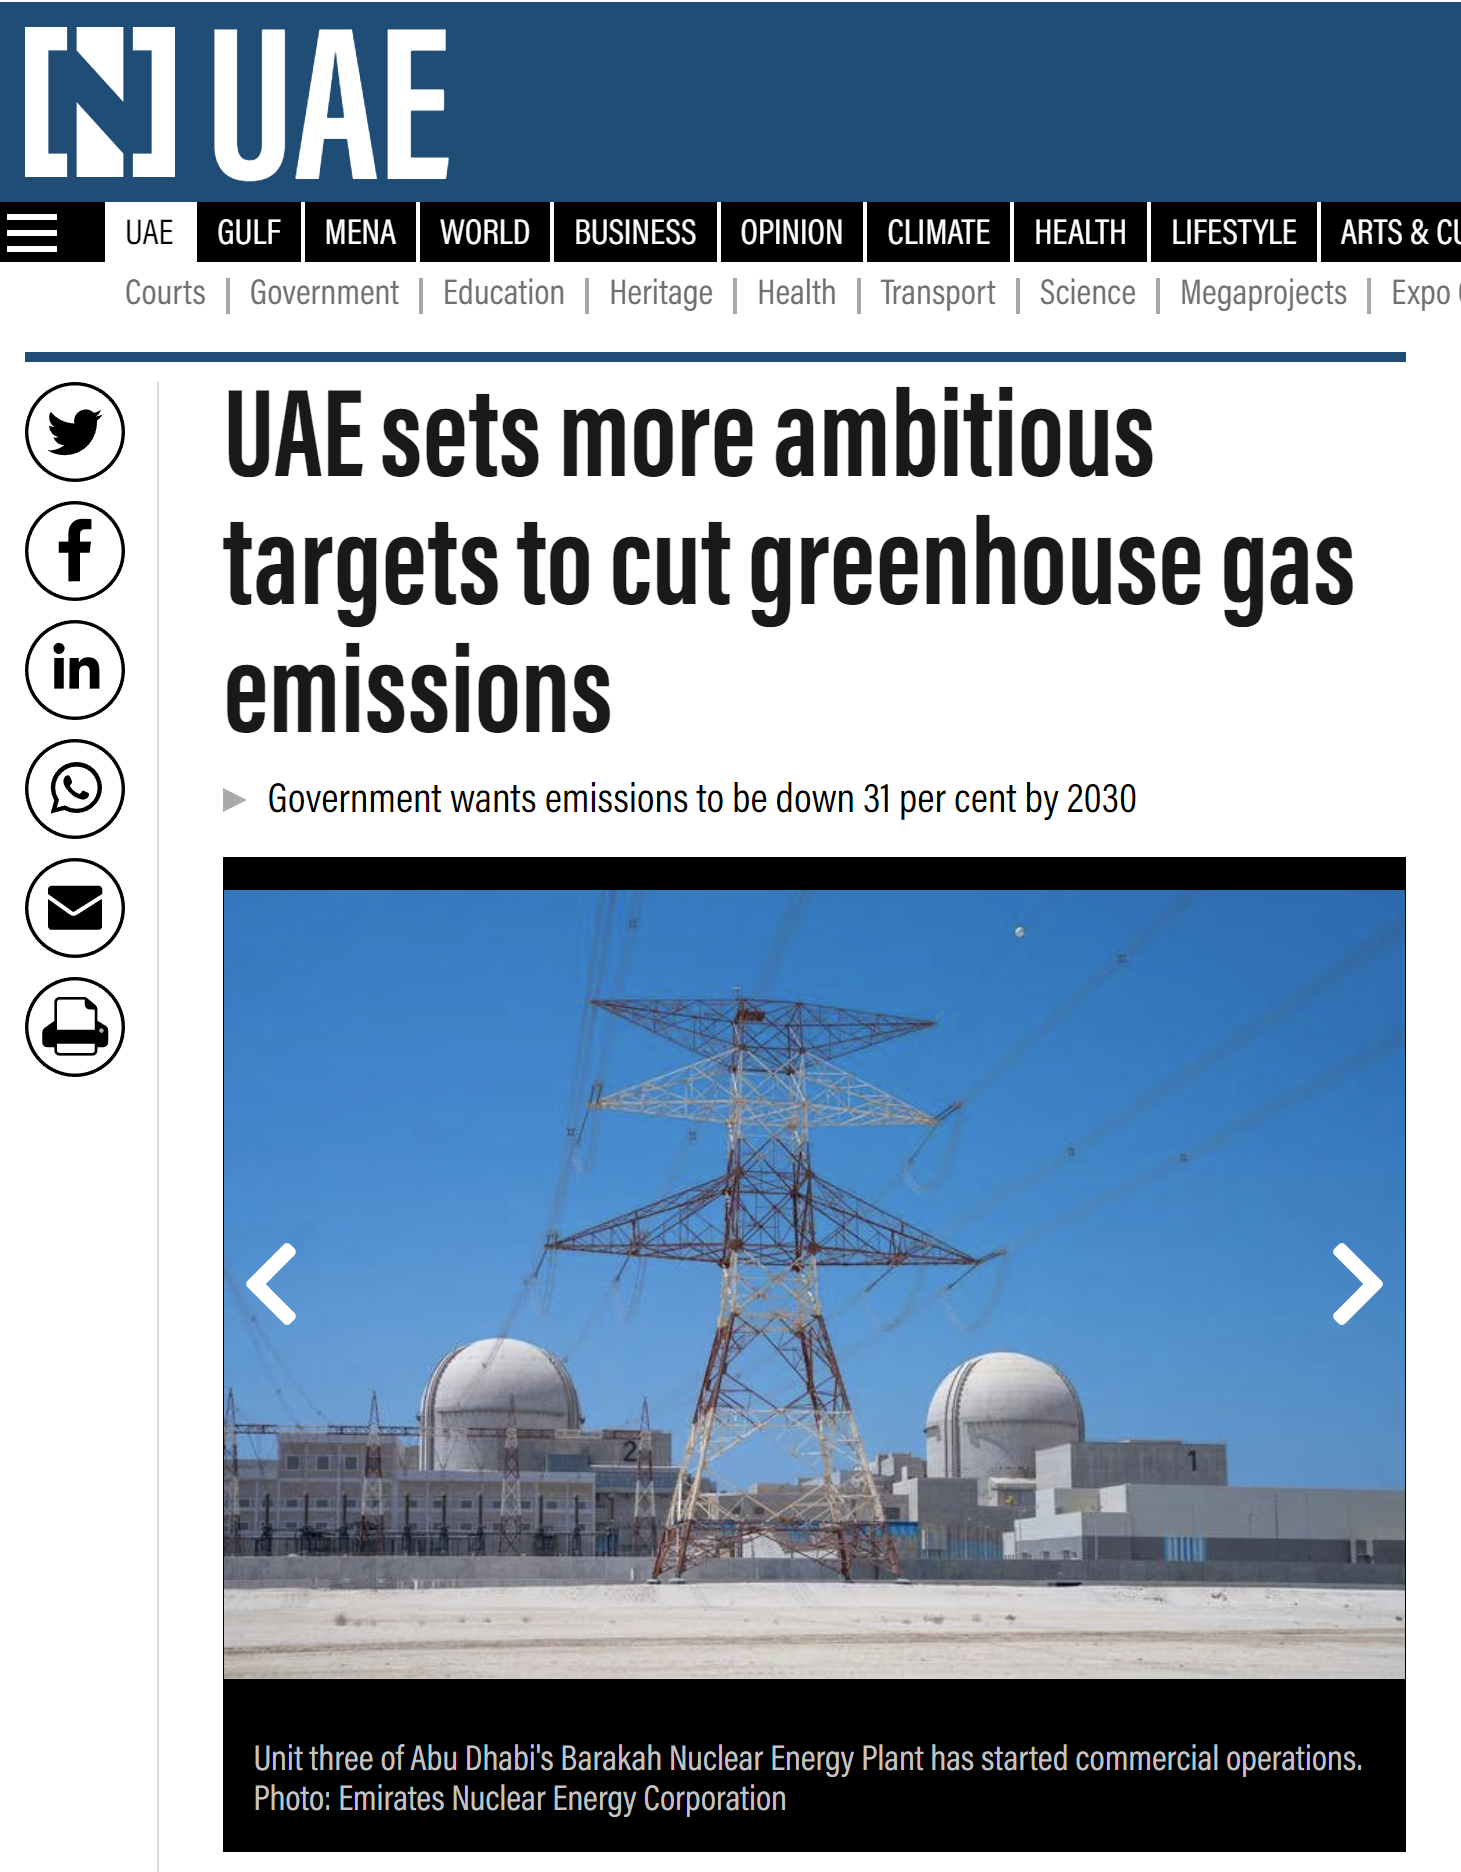 [N] UAE
UAE GULF MENA WORLD BUSINESS OPINION CLIMATE HEALTH LIFESTYLE ARTS & CU
Courts | Government | Education | Heritage | Health | Transport | Science | Megaprojects | Expo
UAE sets more ambitious
targets to cut greenhouse gas
emissions
Government wants emissions to be down 31 per cent by 2030
2
1
Unit three of Abu Dhabi's Barakah Nuclear Energy Plant has started commercial operations.
Photo: Emirates Nuclear Energy Corporation